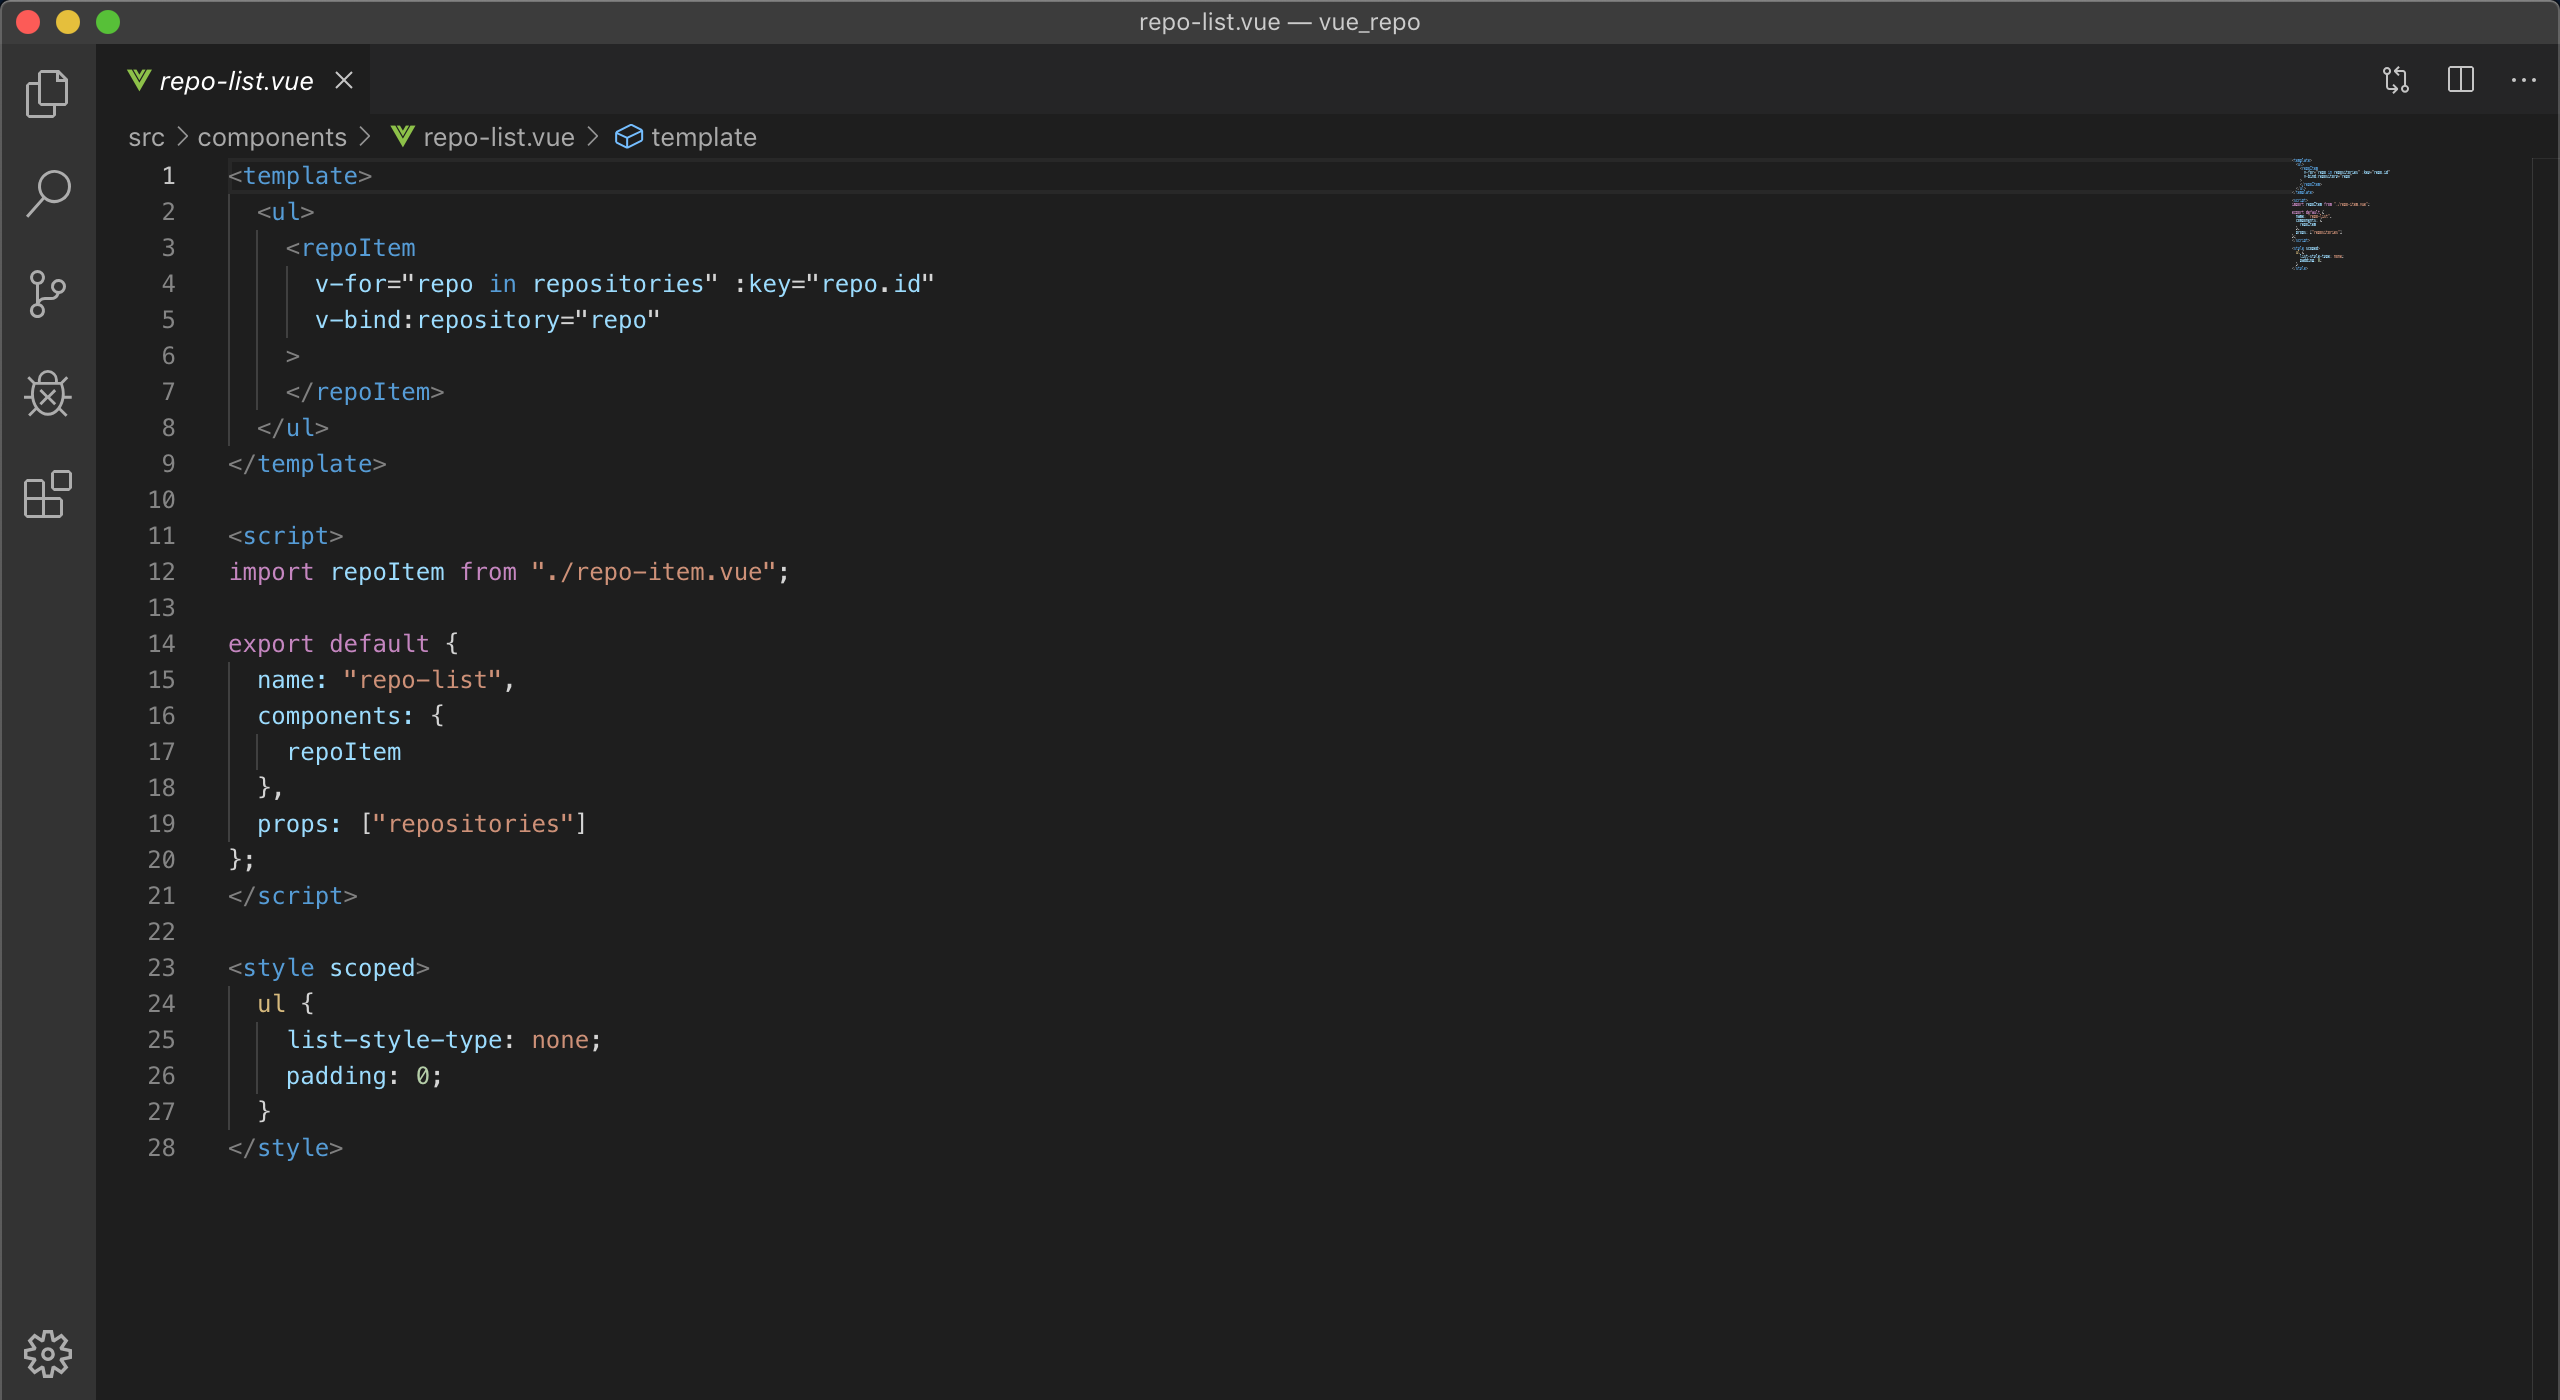 repo-list.vue — vue_repo
repo-list.vue
src > components > repo-list.vue > template
1 <template>
2   <ul>
3     <repoItem
4       v-for="repo in repositories" :key="repo.id"
5       v-bind:repository="repo"
6     >
7     </repoItem>
8   </ul>
9 </template>
10
11 <script>
12 import repoItem from "./repo-item.vue";
13
14 export default {
15   name: "repo-list",
16   components: {
17     repoItem
18   },
19   props: ["repositories"]
20 };
21 </script>
22
23 <style scoped>
24   ul {
25     list-style-type: none;
26     padding: 0;
27   }
28 </style>